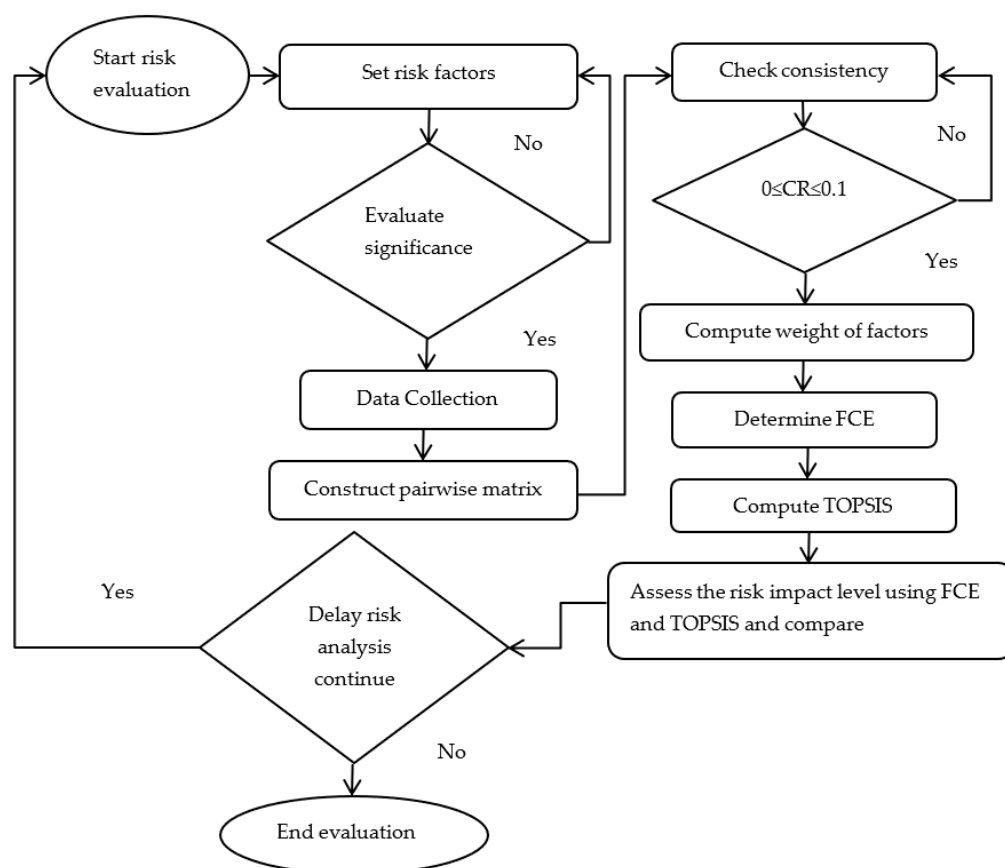 Start risk
evaluation
Set risk factors
No
Evaluate
significance
Yes
Data Collection
Construct pairwise matrix
Check consistency
No
0≤CR≤0.1
Yes
Compute weight of factors
Determine FCE
Compute TOPSIS
Assess the risk impact level using FCE
and TOPSIS and compare
Delay risk
analysis
continue
Yes
No
End evaluation